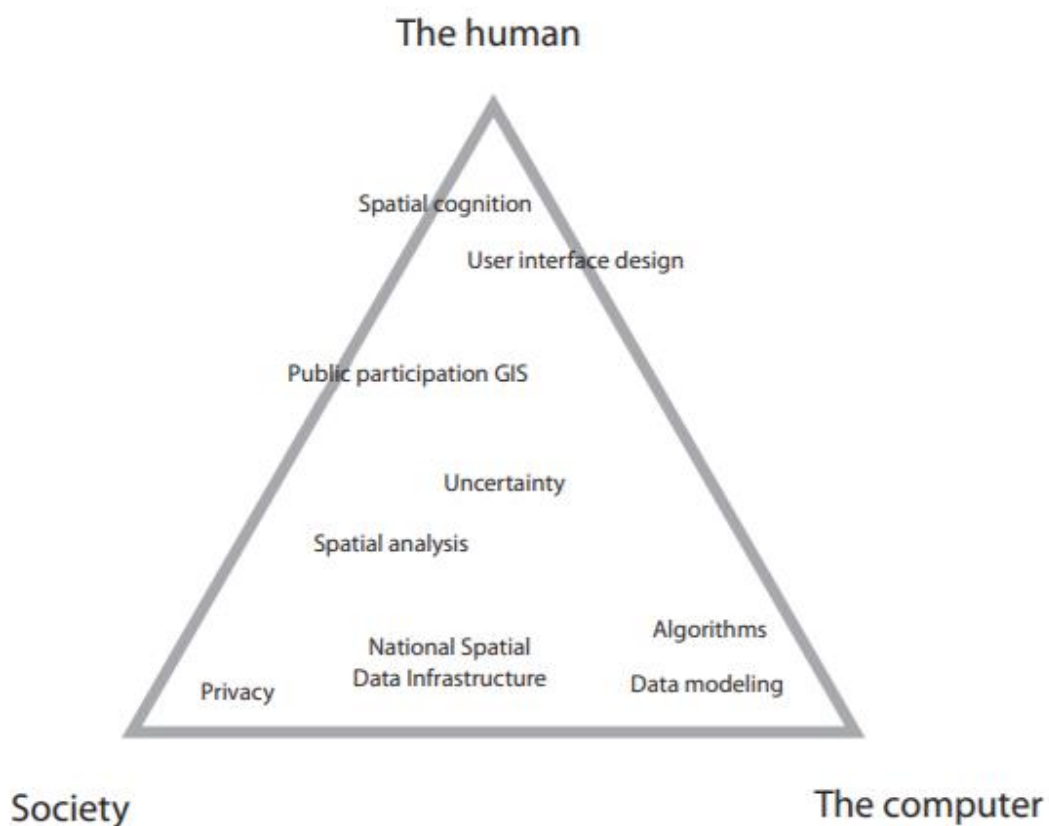 The human
Spatial cognition
User interface design
Public participation GIS
Uncertainty
Spatial analysis
Algorithms
National Spatial
Data Infrastructure
Data modeling
Privacy
Society
The computer